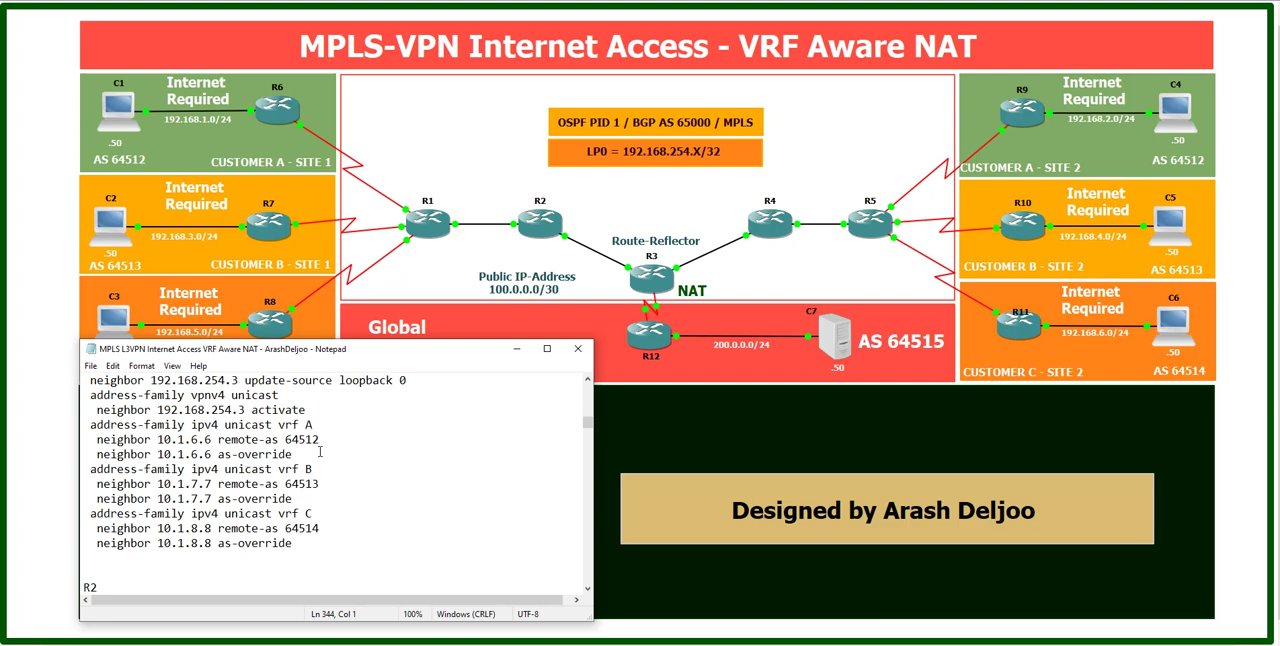 MPLS-VPN Internet Access - VRF Aware NAT
C1
Internet
Required
R6
192.168.1.0/24
.50
AS 64512
CUSTOMER A - SITE 1
C2
Internet
Required
R7
192.168.3.0/24
.50
AS 64513
CUSTOMER B - SITE 1
C3
Internet
Required
R8
192.168.5.0/24
OSPF PID 1 / BGP AS 65000 / MPLS
LP0 = 192.168.254.X/32
R1
R2
R4
R5
Route-Reflector
R3
Public IP-Address
100.0.0.0/30
NAT
Global
R12
200.0.0.0/24
C7
.50
AS 64515
R9
Internet
Required
C4
192.168.2.0/24
.50
AS 64512
CUSTOMER A - SITE 2
R10
Internet
Required
C5
192.168.4.0/24
.50
AS 64513
CUSTOMER B - SITE 2
R11
Internet
Required
C6
192.168.6.0/24
.50
AS 64514
CUSTOMER C - SITE 2
MPLS L3VPN Internet Access VRF Aware NAT - ArashDeljoo - Notepad
File Edit Format View Help
neighbor 192.168.254.3 update-source loopback 0
address-family vpnv4 unicast
neighbor 192.168.254.3 activate
address-family ipv4 unicast vrf A
neighbor 10.1.6.6 remote-as 64512
neighbor 10.1.6.6 as-override
address-family ipv4 unicast vrf B
neighbor 10.1.7.7 remote-as 64513
neighbor 10.1.7.7 as-override
address-family ipv4 unicast vrf C
neighbor 10.1.8.8 remote-as 64514
neighbor 10.1.8.8 as-override
R2
Ln 344, Col 1 100% Windows (CRLF) UTF-8
Designed by Arash Deljoo